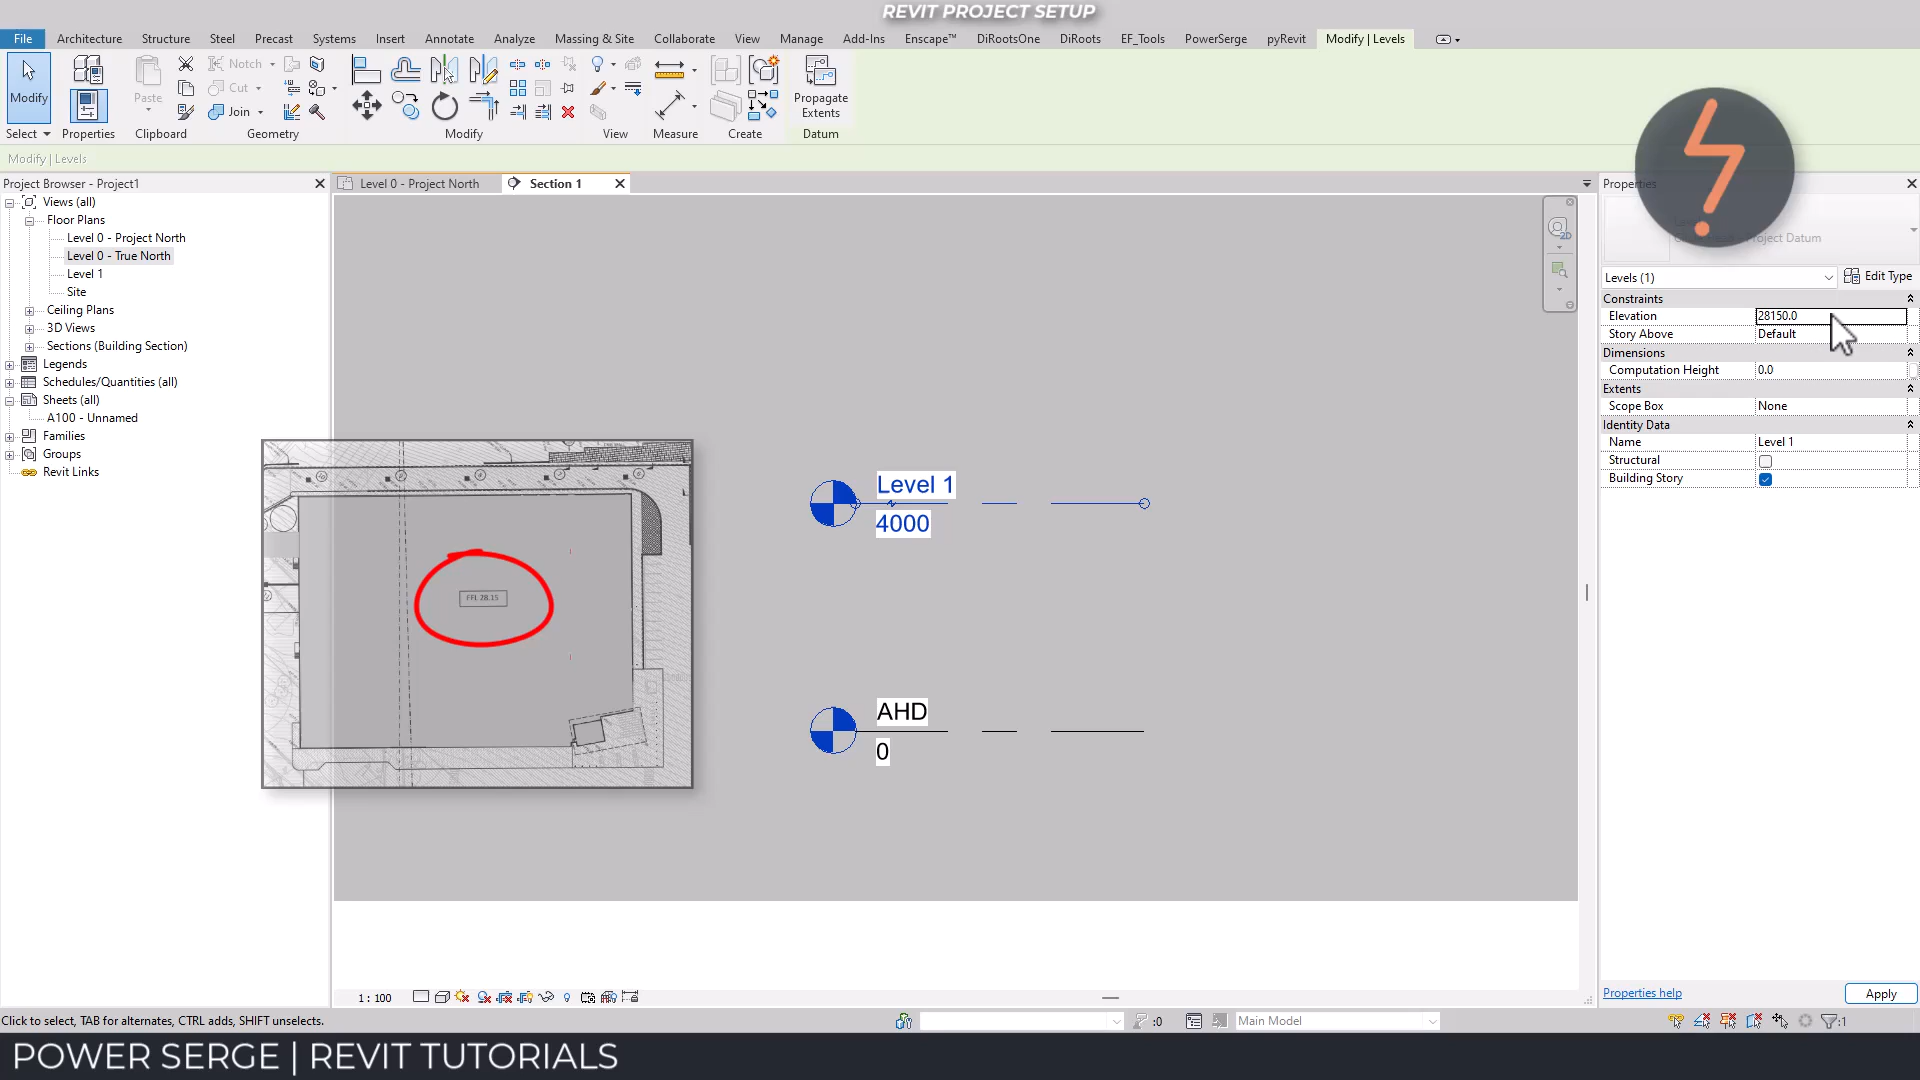 REVIT PROJECT SETUP
File Architecture Structure Steel Precast Systems Insert Annotate Analyze Massing & Site Collaborate View Manage Add-Ins Enscape™ DiRootsOne DiRoots EF_Tools PowerSerge pyRevit Modify | Levels
Modify Paste Notch Cut Join Propagate Extents
Select Properties Clipboard Geometry Modify View Measure Create Datum
Modify | Levels
Project Browser - Project1
Views (all)
Floor Plans
Level 0 - Project North
Level 0 - True North
Level 1
Site
Ceiling Plans
3D Views
Sections (Building Section)
Legends
Schedules/Quantities (all)
Sheets (all)
A100 - Unnamed
Families
Groups
Revit Links
Level 0 - Project North Section 1
2D
FFL 28.15
Level 1
4000
AHD
0
1 : 100
Properties
Project Datum
Levels (1) Edit Type
Constraints
Elevation 28150.0
Story Above Default
Dimensions
Computation Height 0.0
Extents
Scope Box None
Identity Data
Name Level 1
Structural
Building Story
Properties help Apply
Click to select, TAB for alternates, CTRL adds, SHIFT unselects.
:0 Main Model :1
POWER SERGE | REVIT TUTORIALS